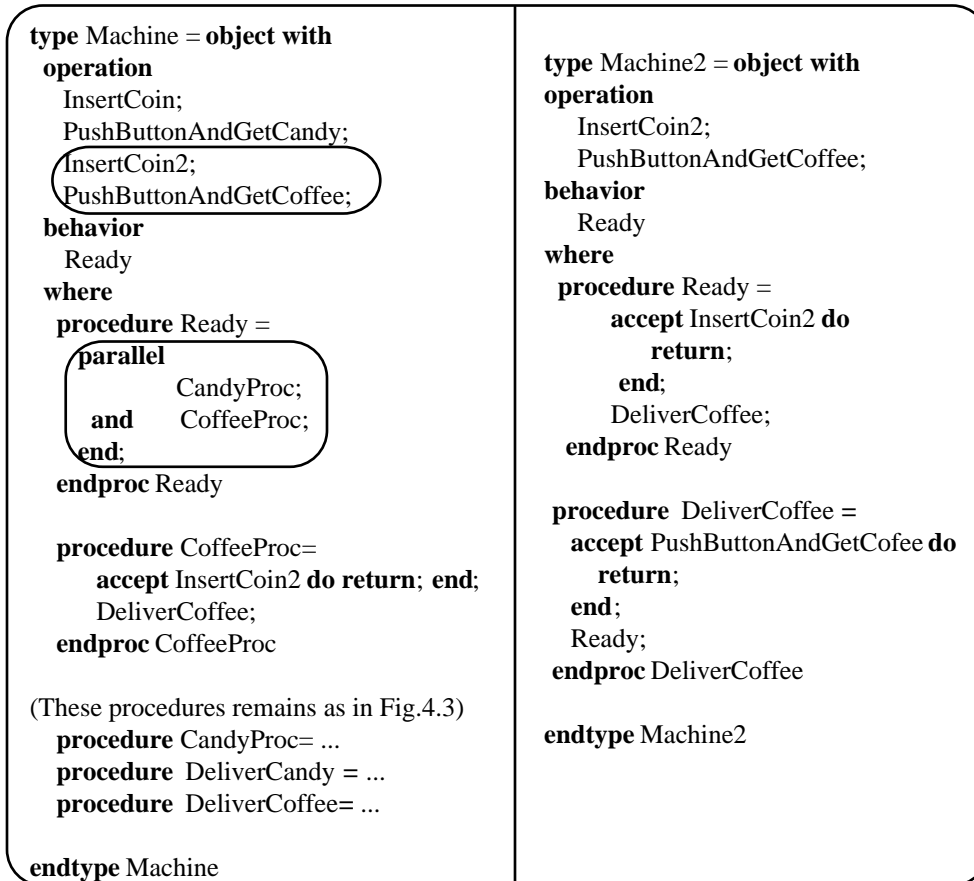 type Machine = object with
operation
InsertCoin;
PushButtonAndGetCandy;
InsertCoin2;
PushButtonAndGetCoffee;
behavior
Ready
where
procedure Ready =
parallel
CandyProc;
and CoffeeProc;
end;
endproc Ready
procedure CoffeeProc=
accept InsertCoin2 do return; end;
DeliverCoffee;
endproc CoffeeProc
(These procedures remains as in Fig.4.3)
procedure CandyProc= ...
procedure DeliverCandy = ...
procedure DeliverCoffee= ...
endtype Machine
type Machine2 = object with
operation
InsertCoin2;
PushButtonAndGetCoffee;
behavior
Ready
where
procedure Ready =
accept InsertCoin2 do
return;
end;
DeliverCoffee;
endproc Ready
procedure DeliverCoffee =
accept PushButtonAndGetCofee do
return;
end;
Ready;
endproc DeliverCoffee
endtype Machine2